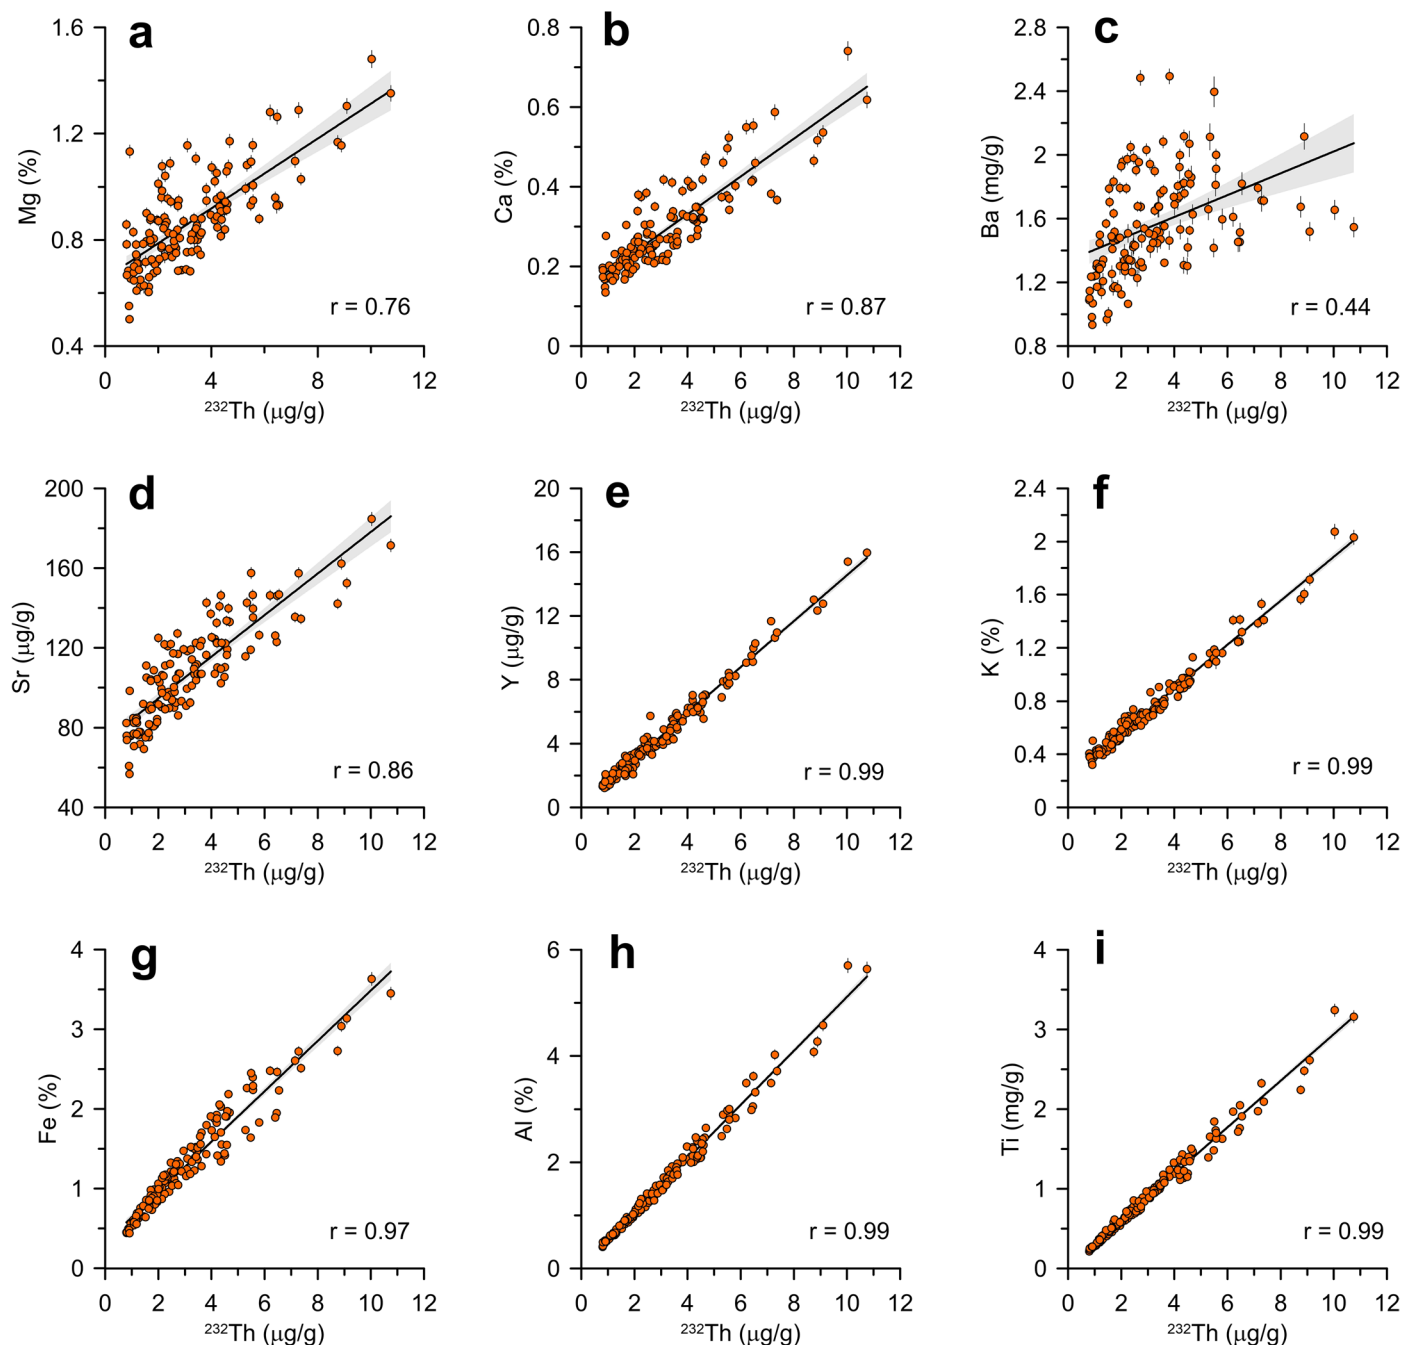 a
1.6
1.2
0.8
0.4
Mg (%)
r = 0.76
0 2 4 6 8 10 12
²³²Th (μg/g)
b
0.8
0.6
0.4
0.2
0
Ca (%)
r = 0.87
0 2 4 6 8 10 12
²³²Th (μg/g)
c
2.8
2.4
2
1.6
1.2
0.8
Ba (mg/g)
r = 0.44
0 2 4 6 8 10 12
²³²Th (μg/g)
d
200
160
120
80
40
Sr (μg/g)
r = 0.86
0 2 4 6 8 10 12
²³²Th (μg/g)
e
20
16
12
8
4
0
Y (μg/g)
r = 0.99
0 2 4 6 8 10 12
²³²Th (μg/g)
f
2.4
2
1.6
1.2
0.8
0.4
0
K (%)
r = 0.99
0 2 4 6 8 10 12
²³²Th (μg/g)
g
4
3
2
1
0
Fe (%)
r = 0.97
0 2 4 6 8 10 12
²³²Th (μg/g)
h
6
4
2
0
Al (%)
r = 0.99
0 2 4 6 8 10 12
²³²Th (μg/g)
i
4
3
2
1
0
Ti (mg/g)
r = 0.99
0 2 4 6 8 10 12
²³²Th (μg/g)